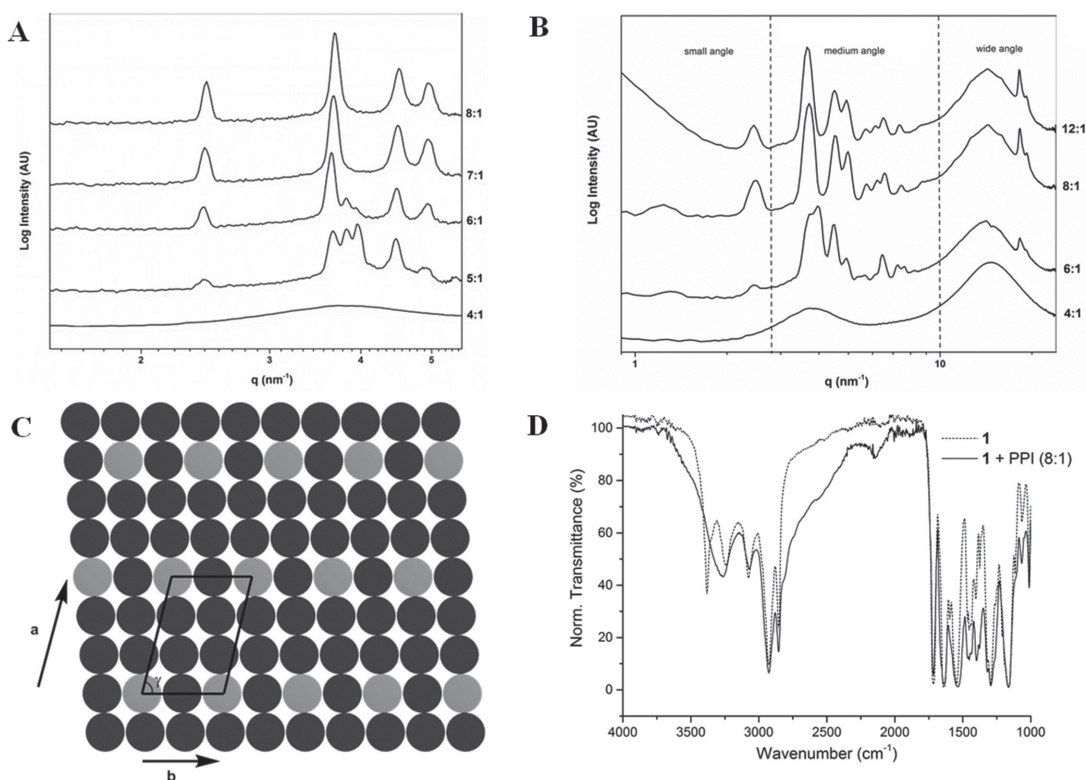 A
Log Intensity (AU)
8:1
7:1
6:1
5:1
4:1
2
3
4
5
q (nm⁻¹)
B
small angle
medium angle
wide angle
Log Intensity (AU)
12:1
8:1
6:1
4:1
1
10
q (nm⁻¹)
C
a
γ
b
D
Norm. Transmittance (%)
100
80
60
40
20
0
1
1 + PPI (8:1)
4000
3500
3000
2500
2000
1500
1000
Wavenumber (cm⁻¹)